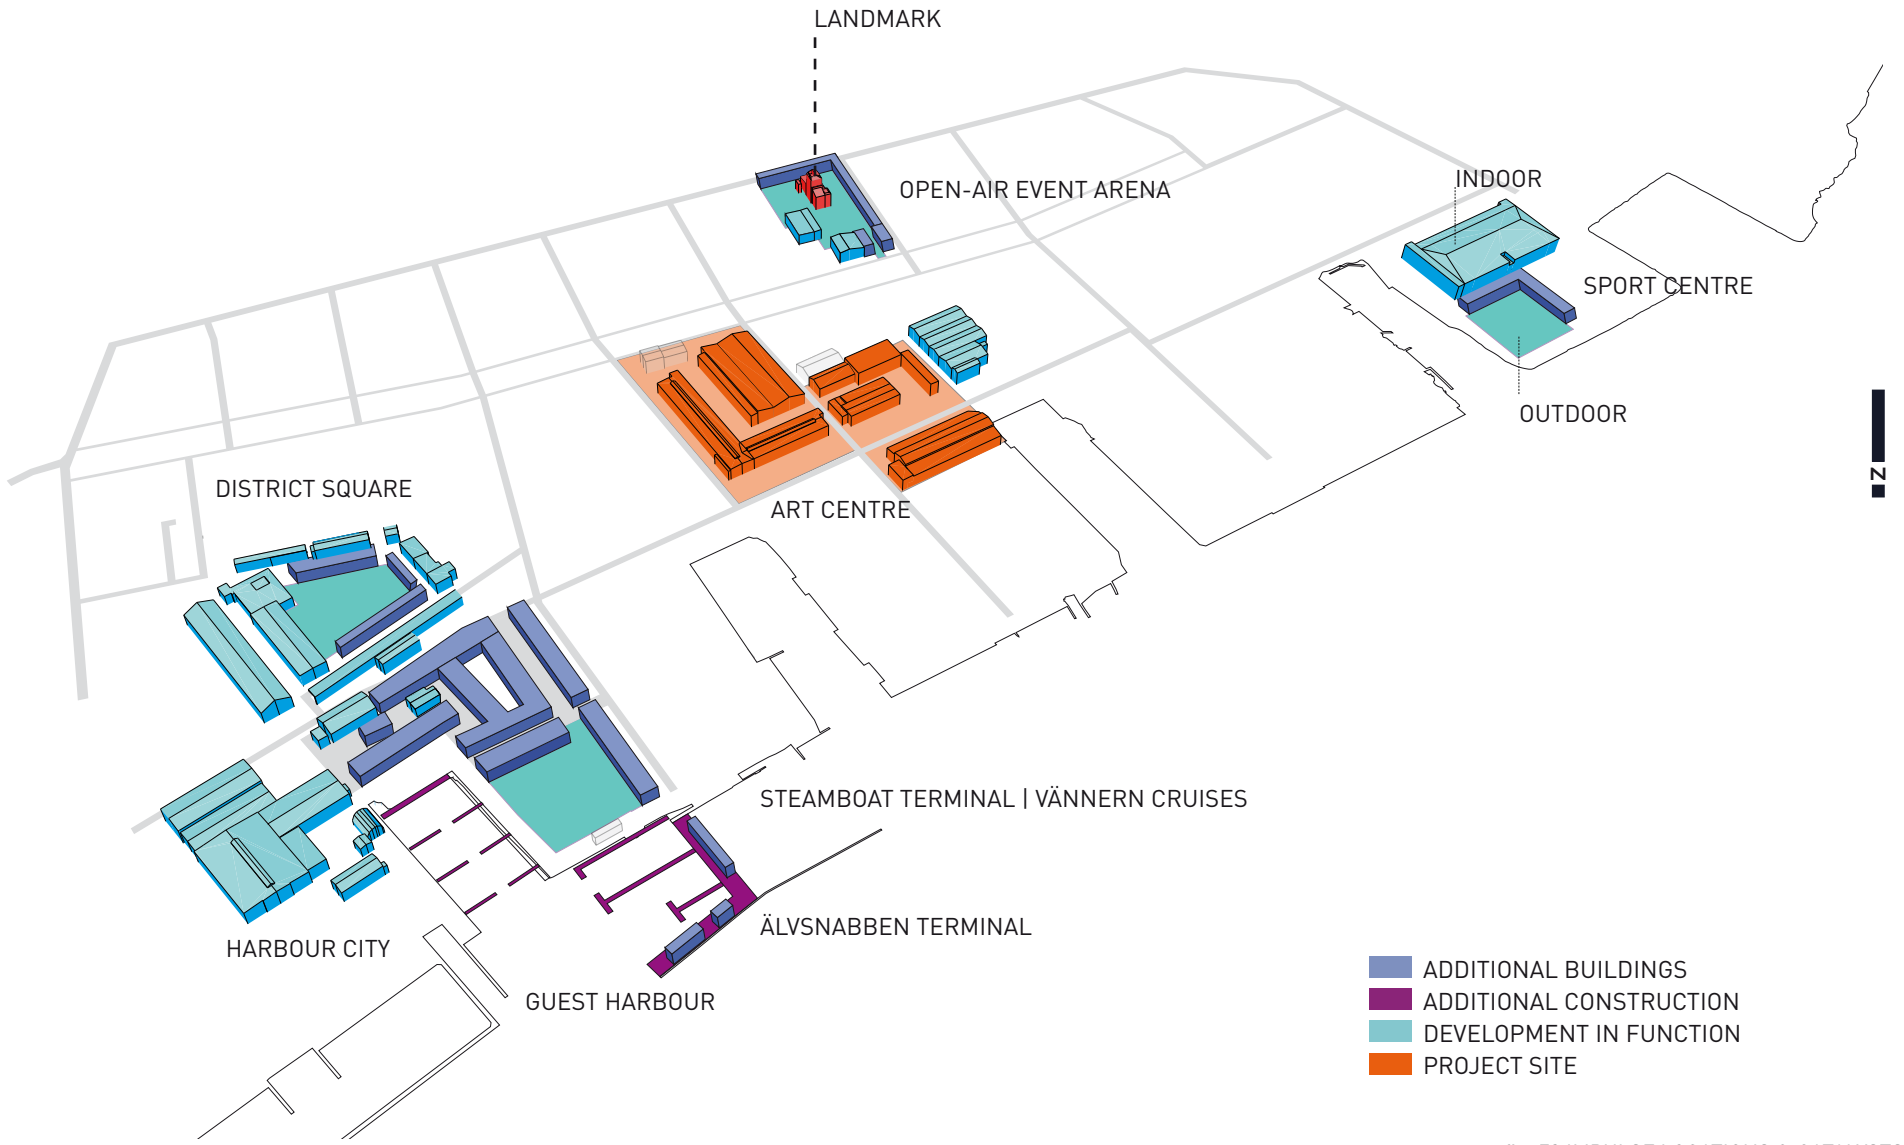 LANDMARK
OPEN-AIR EVENT ARENA
INDOOR
SPORT CENTRE
OUTDOOR
N
DISTRICT SQUARE
ART CENTRE
STEAMBOAT TERMINAL | VÄNNERN CRUISES
ÄLVSNABBEN TERMINAL
HARBOUR CITY
GUEST HARBOUR
ADDITIONAL BUILDINGS
ADDITIONAL CONSTRUCTION
DEVELOPMENT IN FUNCTION
PROJECT SITE